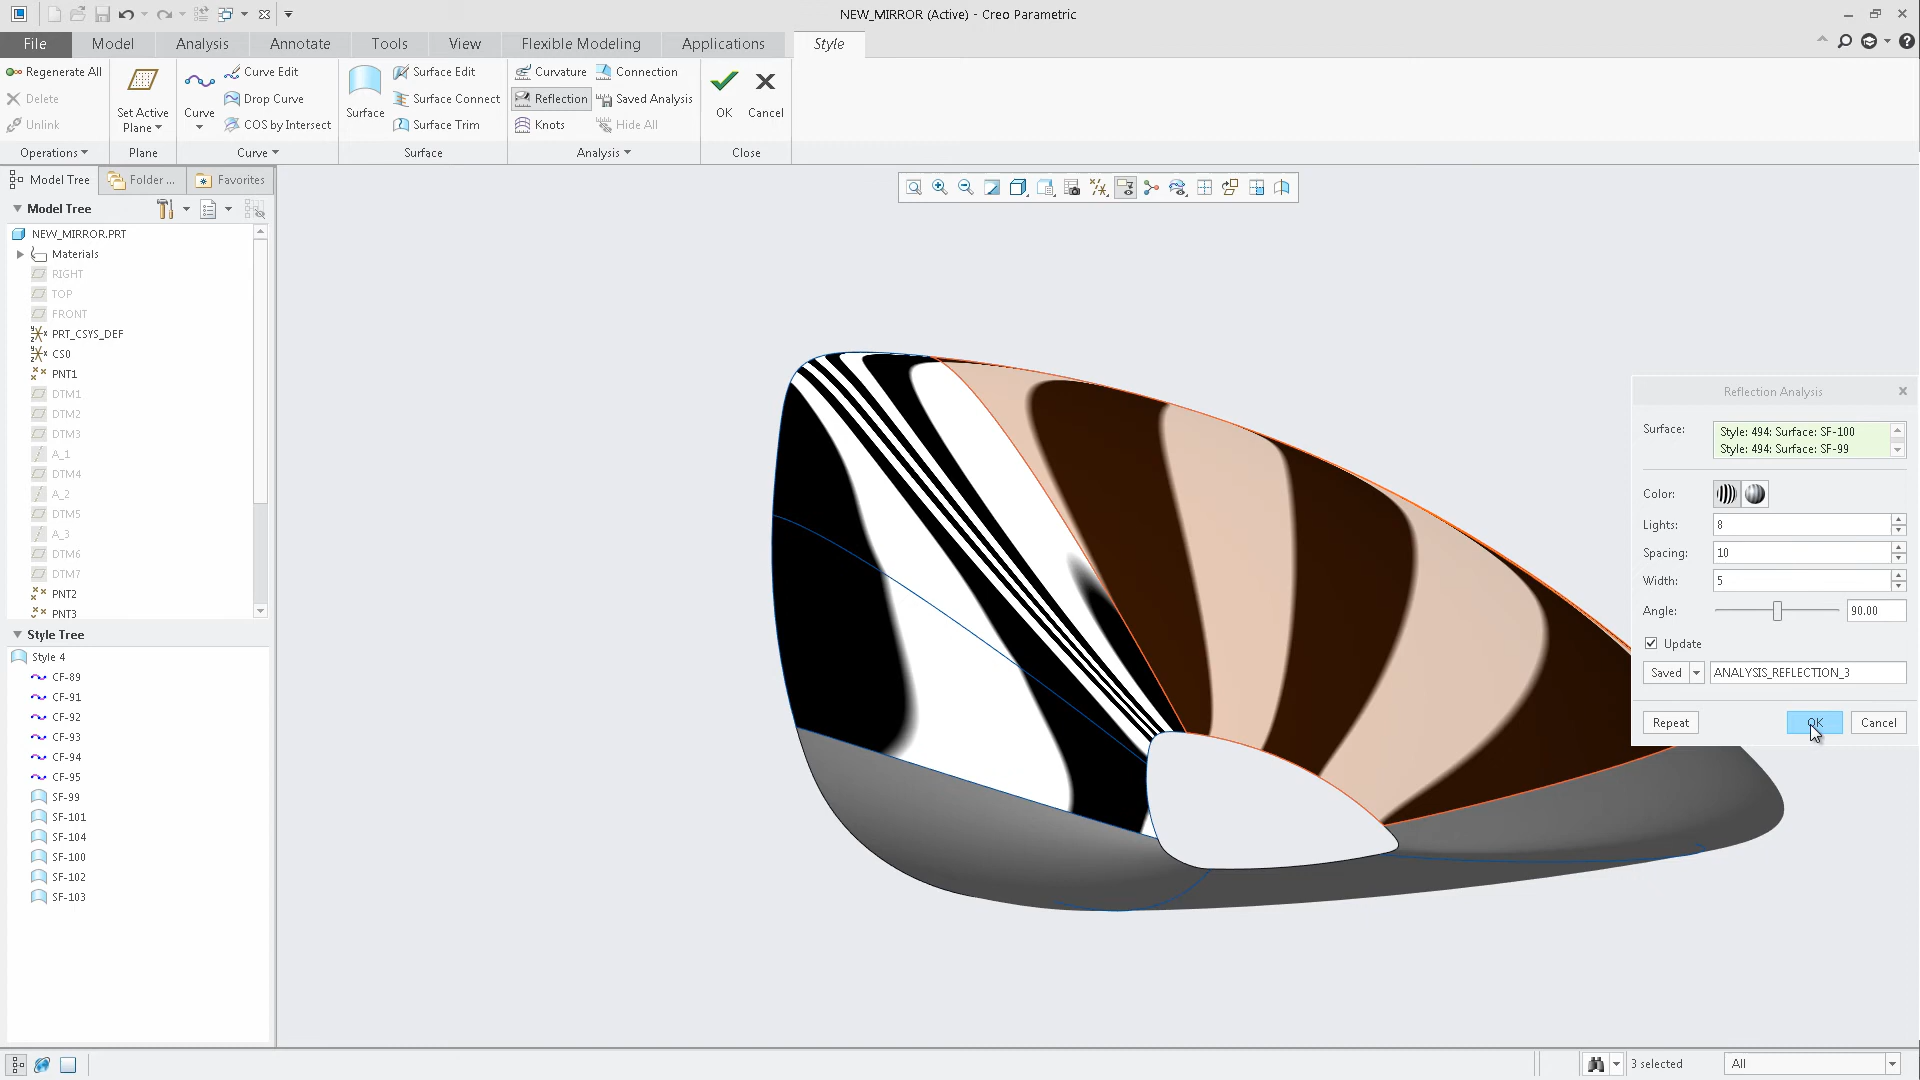 NEW_MIRROR (Active) - Creo Parametric
File Model Analysis Annotate Tools View Flexible Modeling Applications Style
Regenerate All
Delete
Unlink
Operations
Set Active
Plane
Plane
Curve
Curve Edit
Drop Curve
COS by Intersect
Curve
Surface
Surface Edit
Surface Connect
Surface Trim
Surface
Curvature
Connection
Reflection
Saved Analysis
Knots
Hide All
Analysis
OK
Cancel
Close
Model Tree
Folder ...
Favorites
Model Tree
NEW_MIRROR.PRT
Materials
RIGHT
TOP
FRONT
PRT_CSYS_DEF
CS0
PNT1
DTM1
DTM2
DTM3
A_1
DTM4
A_2
DTM5
A_3
DTM6
DTM7
PNT2
PNT3
Style Tree
Style 4
CF-89
CF-91
CF-92
CF-93
CF-94
CF-95
SF-99
SF-101
SF-104
SF-100
SF-102
SF-103
Reflection Analysis
Surface:
Style: 494: Surface: SF-100
Style: 494: Surface: SF-99
Color:
Lights: 8
Spacing: 10
Width: 5
Angle: 90.00
Update
Saved ANALYSIS_REFLECTION_3
Repeat OK Cancel
3 selected All